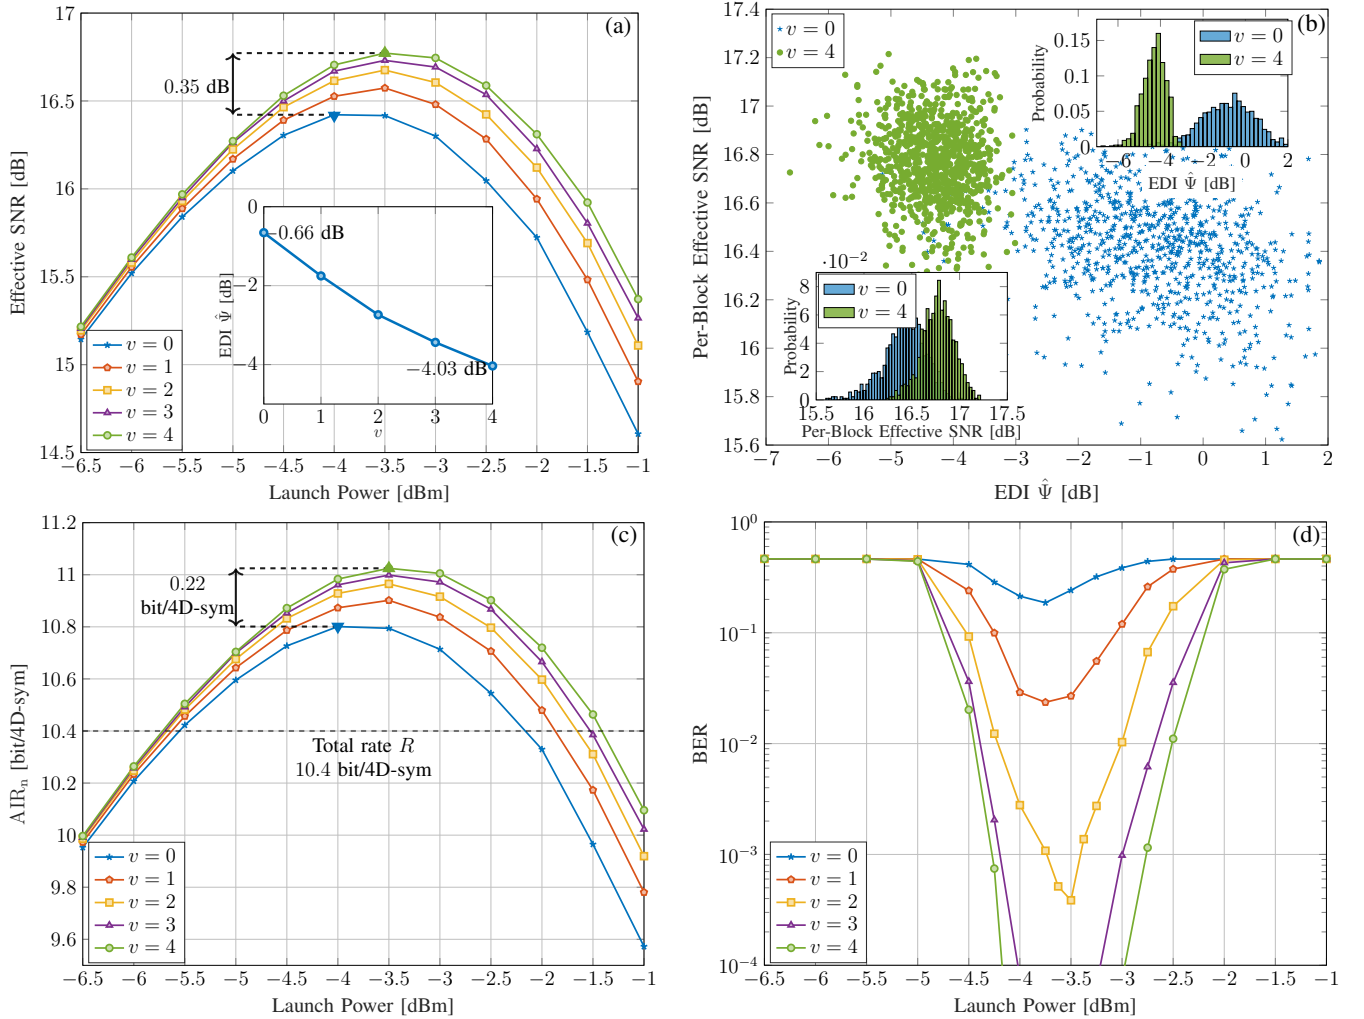 (a)
17
16.5
16
15.5
15
14.5
Effective SNR [dB]
0.35 dB
0
−2
−4
EDI Ψ̂ [dB]
−0.66 dB
−4.03 dB
0 1 2 3 4
v
v = 0
v = 1
v = 2
v = 3
v = 4
−6.5 −6 −5.5 −5 −4.5 −4 −3.5 −3 −2.5 −2 −1.5 −1
Launch Power [dBm]
(b)
17.4
17.2
17
16.8
16.6
16.4
16.2
16
15.8
15.6
Per-Block Effective SNR [dB]
v = 0
v = 4
0.15
0.1
0.05
0
Probability
v = 0
v = 4
−6 −4 −2 0 2
EDI Ψ̂ [dB]
·10⁻²
8
6
4
2
0
Probability
v = 0
v = 4
15.5 16 16.5 17 17.5
Per-Block Effective SNR [dB]
−7 −6 −5 −4 −3 −2 −1 0 1 2
EDI Ψ̂ [dB]
(c)
11.2
11
10.8
10.6
10.4
10.2
10
9.8
9.6
AIRₙ [bit/4D-sym]
0.22
bit/4D-sym
Total rate R
10.4 bit/4D-sym
v = 0
v = 1
v = 2
v = 3
v = 4
−6.5 −6 −5.5 −5 −4.5 −4 −3.5 −3 −2.5 −2 −1.5 −1
Launch Power [dBm]
(d)
10⁰
10⁻¹
10⁻²
10⁻³
10⁻⁴
BER
v = 0
v = 1
v = 2
v = 3
v = 4
−6.5 −6 −5.5 −5 −4.5 −4 −3.5 −3 −2.5 −2 −1.5 −1
Launch Power [dBm]